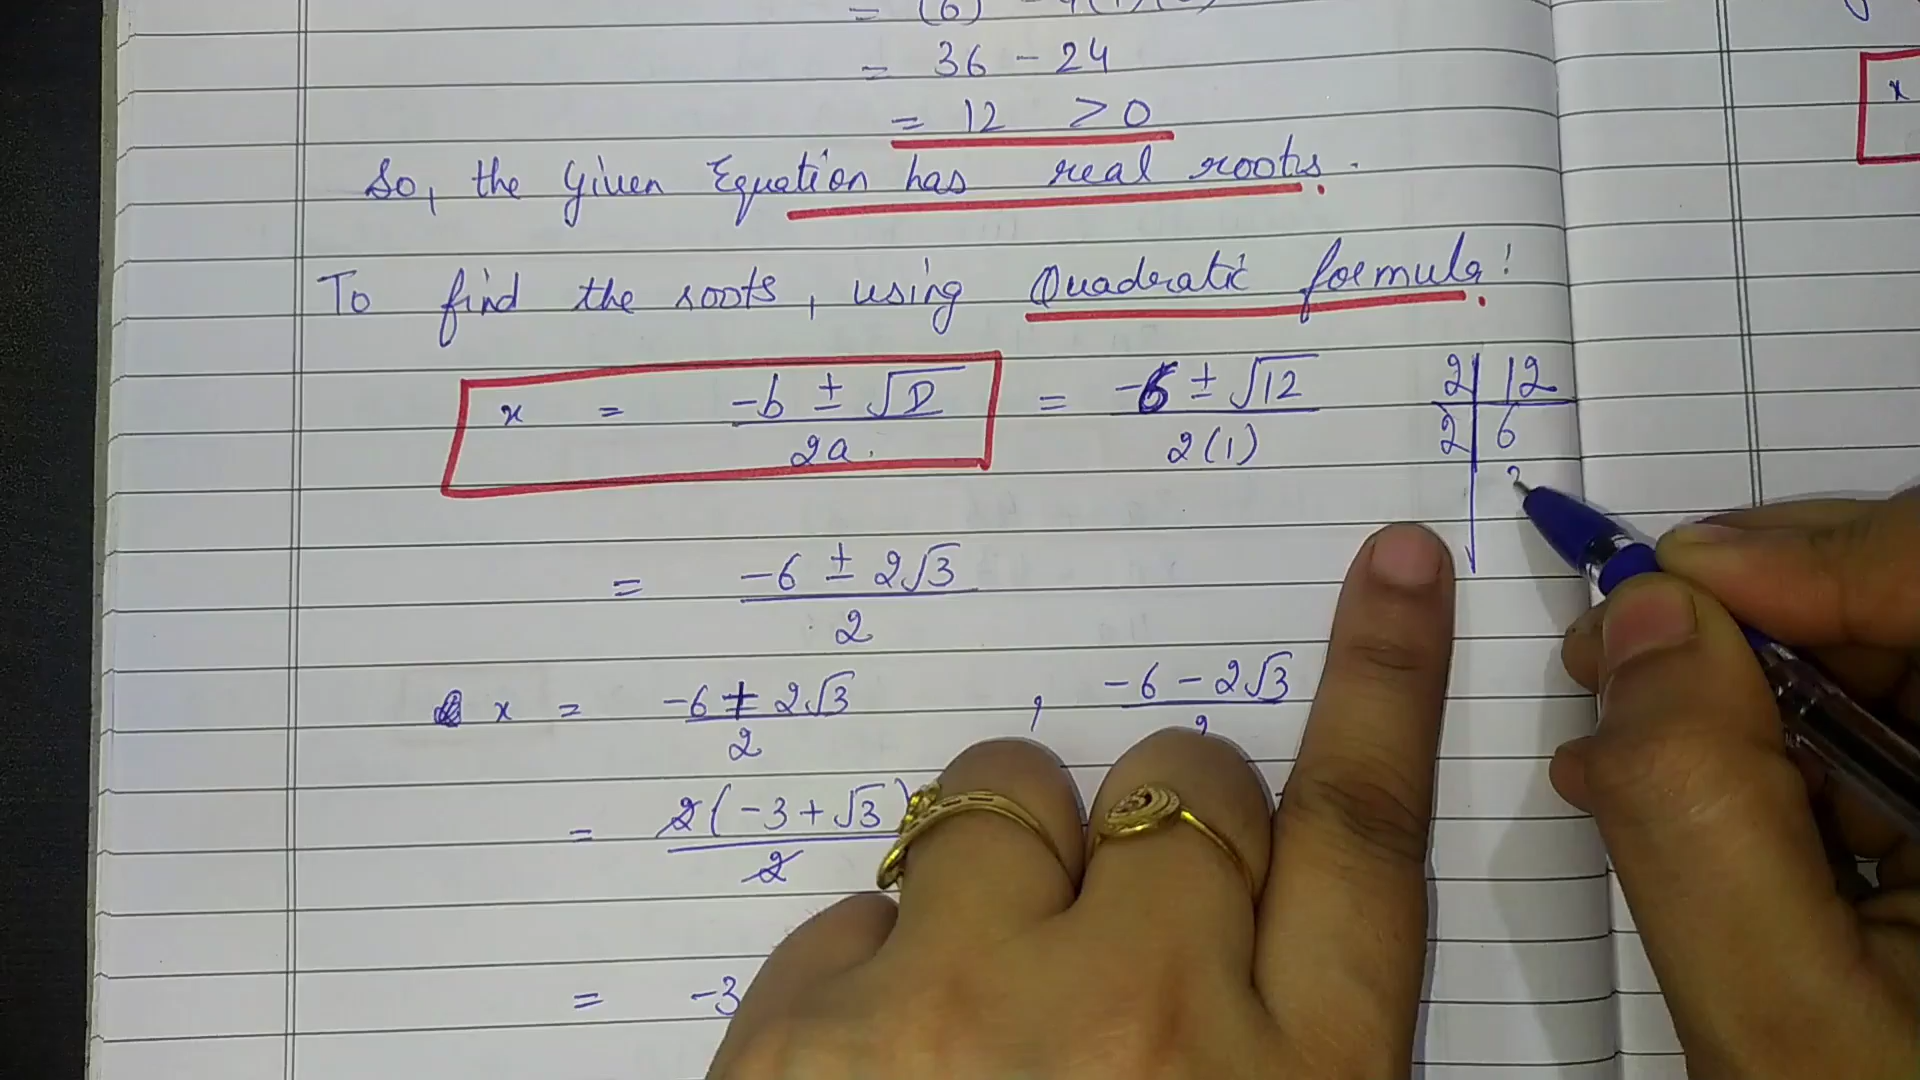 = 36 - 24
= 12 > 0
So, the Given Equation has real roots.
To find the roots, using Quadratic formula:
x = -b ± √D / 2a. = -6 ± √12 / 2(1)
2 | 12
2 | 6
= -6 ± 2√3 / 2
x = -6 + 2√3 / 2 , -6 - 2√3
= 2(-3 + √3) / 2
= -3
x